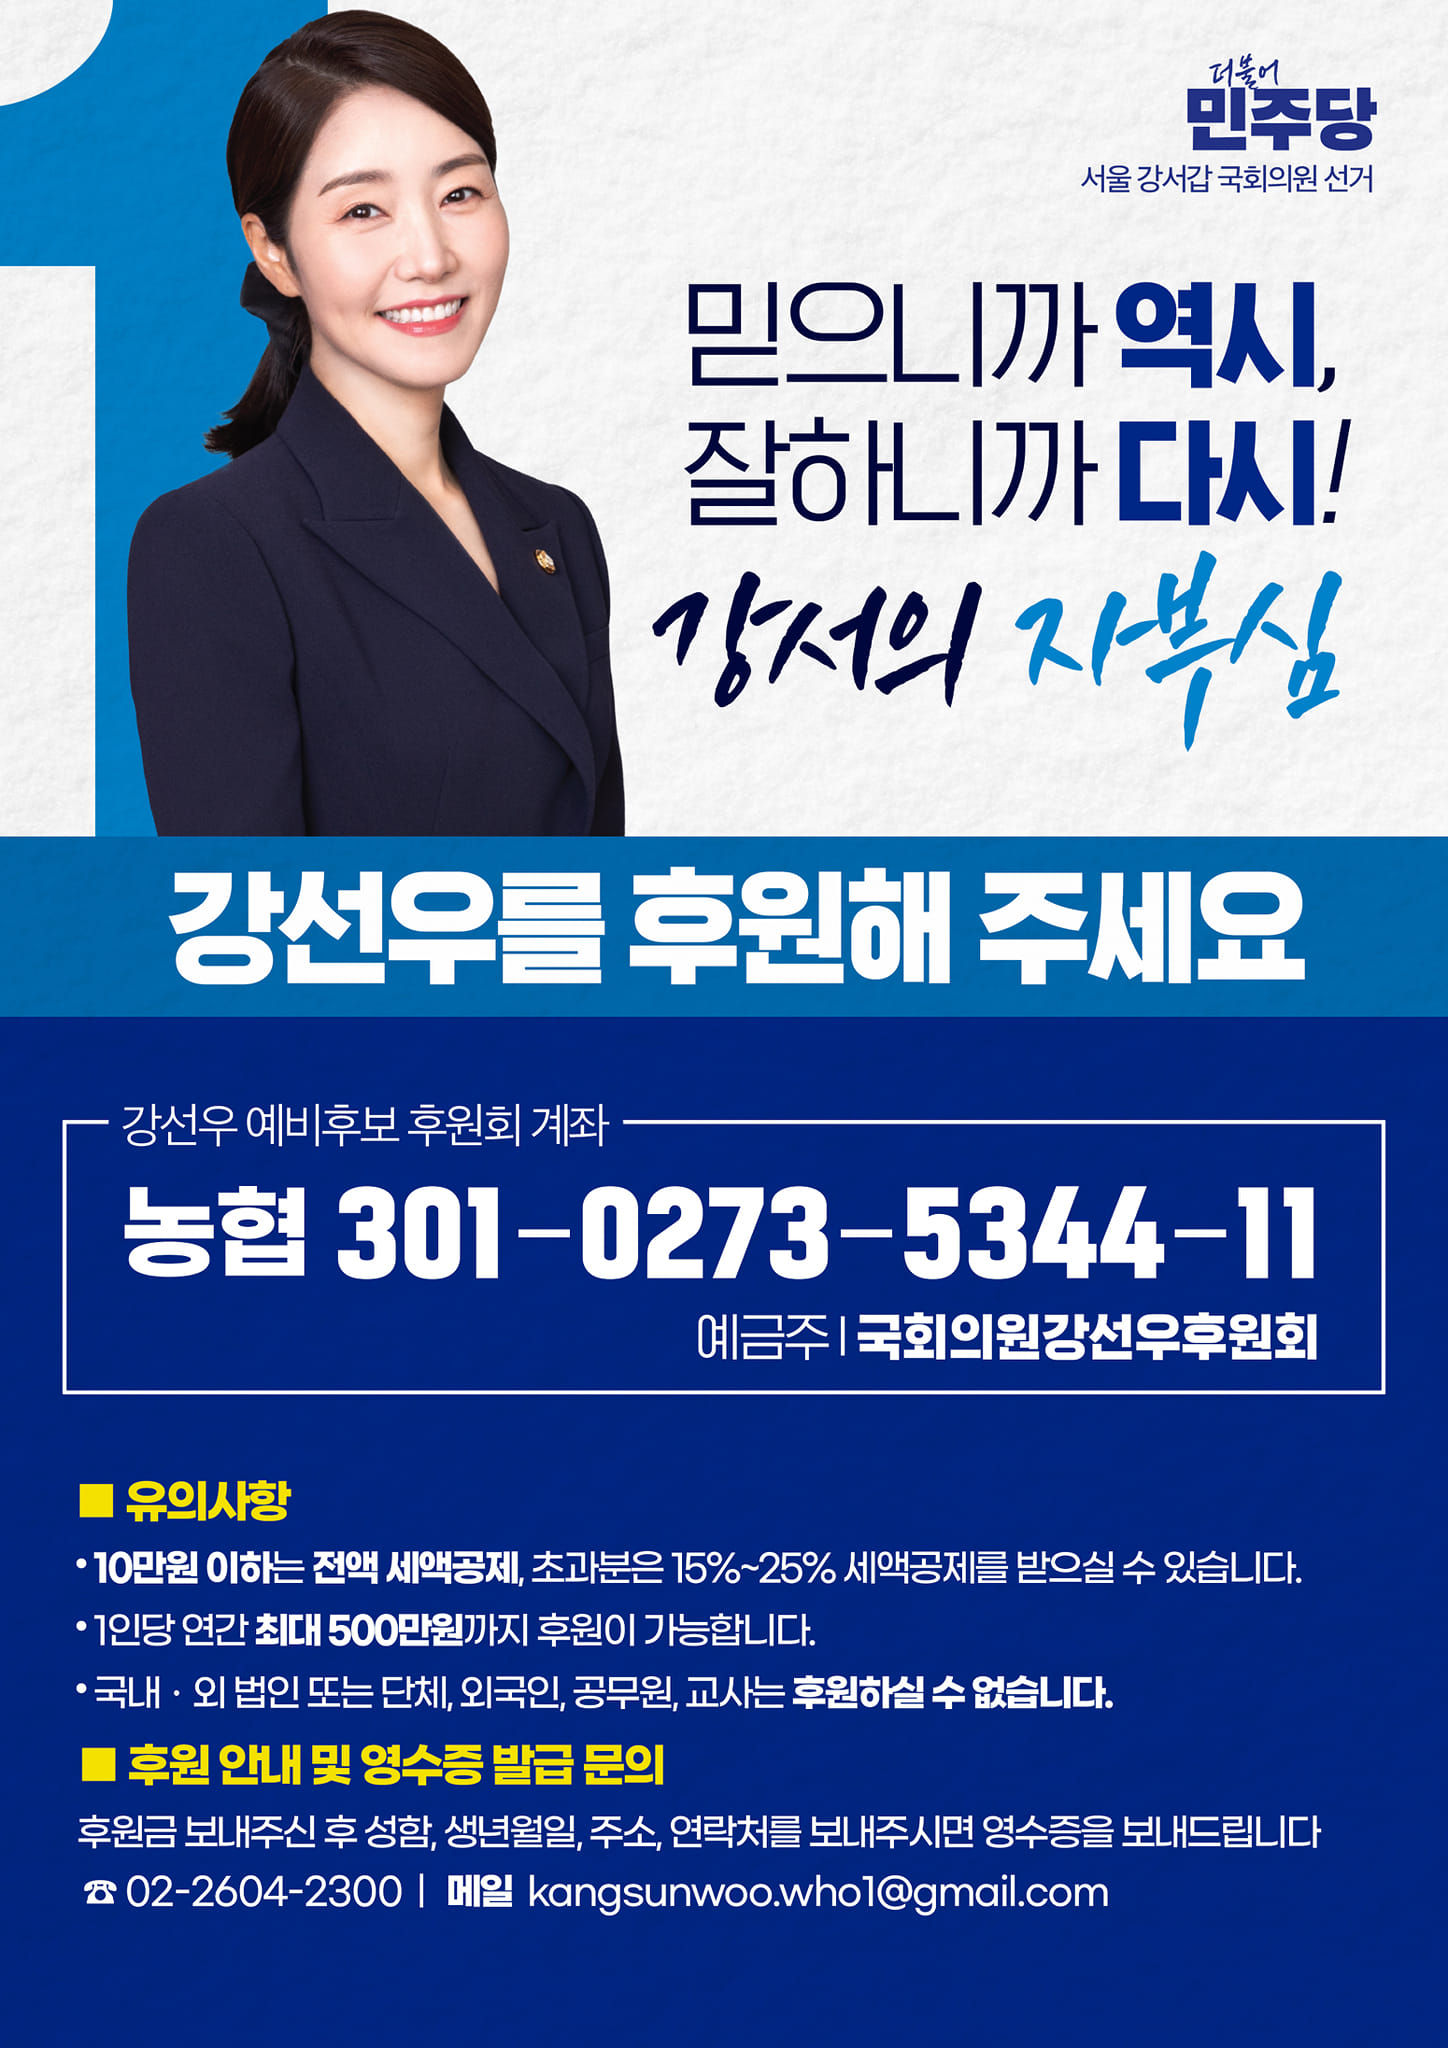 더불어
민주당
서울 강서갑 국회의원 선거
믿으니까 역시,
잘하니까 다시!
강서의 자부심
강선우를 후원해 주세요
강선우 예비후보 후원회 계좌
농협 301-0273-5344-11
예금주 | 국회의원강선우후원회
■ 유의사항
• 10만원 이하는 전액 세액공제, 초과분은 15%~25% 세액공제를 받으실 수 있습니다.
• 1인당 연간 최대 500만원까지 후원이 가능합니다.
• 국내 · 외 법인 또는 단체, 외국인, 공무원, 교사는 후원하실 수 없습니다.
■ 후원 안내 및 영수증 발급 문의
후원금 보내주신 후 성함, 생년월일, 주소, 연락처를 보내주시면 영수증을 보내드립니다
☎ 02-2604-2300 | 메일 kangsunwoo.who1@gmail.com